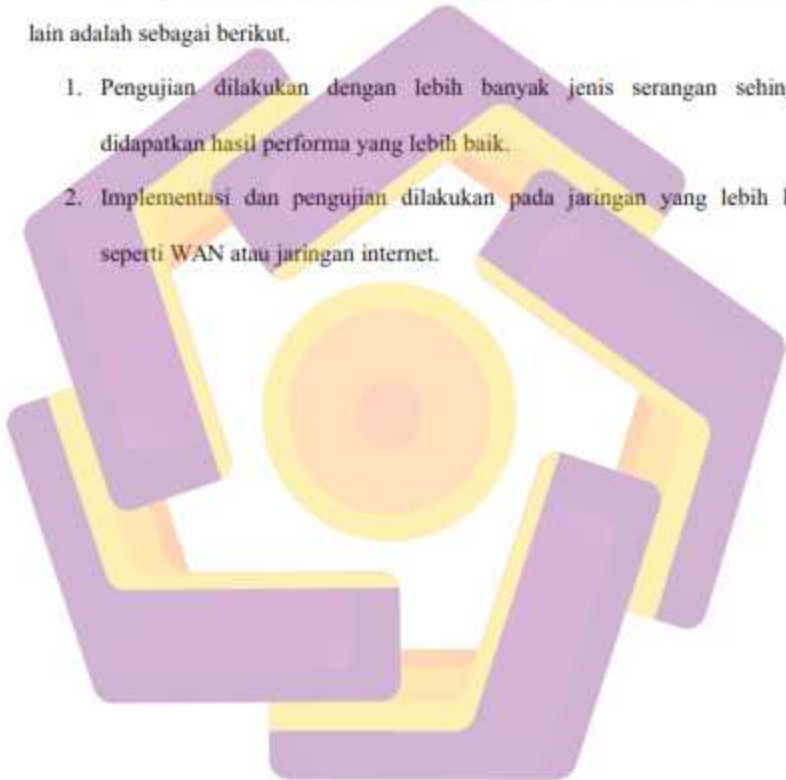 lain adalah sebagai berikut.
1. Pengujian dilakukan dengan lebih banyak jenis serangan
didapatkan hasil performa yang lebih baik.
2. Implementasi dan pengujian dilakukan pada jaringan yang lebih
seperti WAN atau jaringan internet.